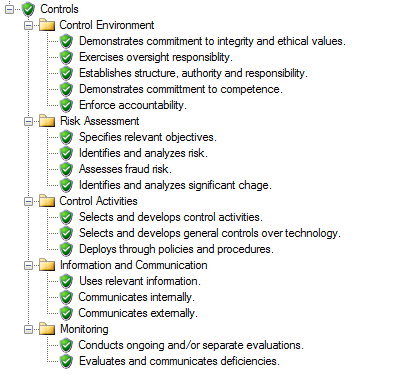 Controls
Control Environment
Demonstrates commitment to integrity and ethical values.
Exercises oversight responsiblity.
Establishes structure, authority and responsibility.
Demonstrates committment to competence.
Enforce accountability.
Risk Assessment
Specifies relevant objectives.
Identifies and analyzes risk.
Assesses fraud risk.
Identifies and analyzes significant chage.
Control Activities
Selects and develops control activities.
Selects and develops general controls over technology.
Deploys through policies and procedures.
Information and Communication
Uses relevant information.
Communicates internally.
Communicates externally.
Monitoring
Conducts ongoing and/or separate evaluations.
Evaluates and communicates deficiencies.